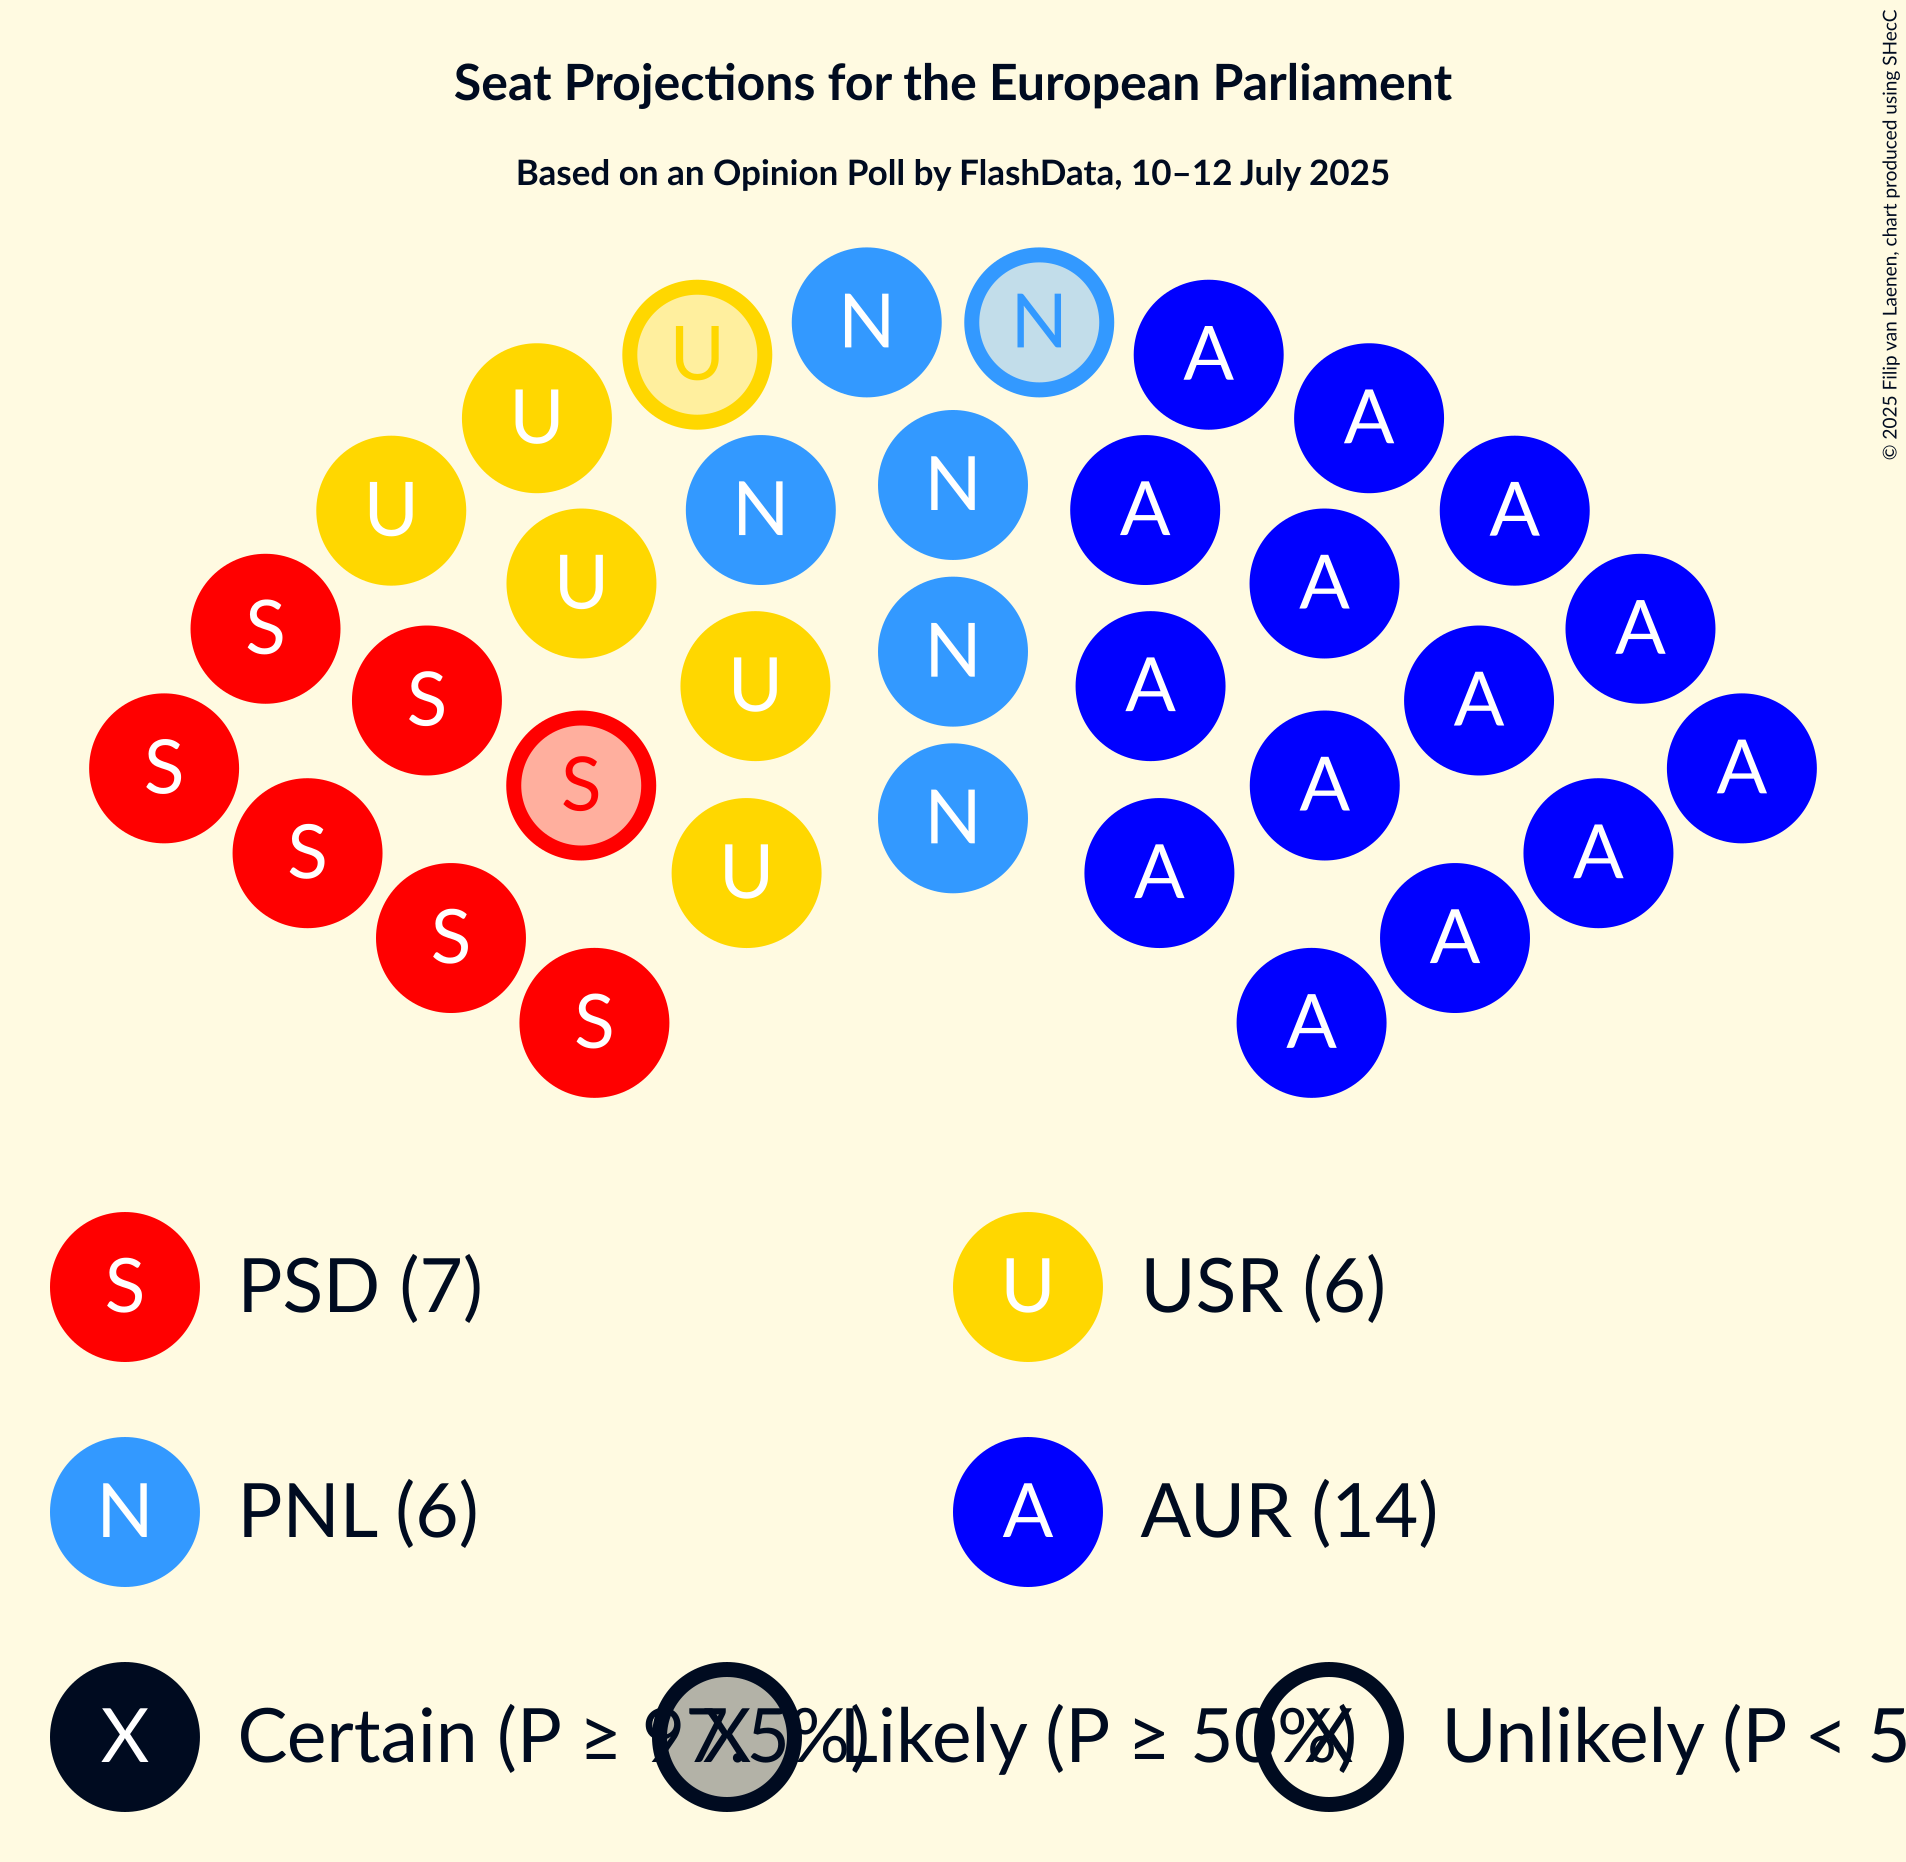 Seat Projections for the European Parliament
Based on an Opinion Poll by FlashData, 10–12 July 2025
© 2025 Filip van Laenen, chart produced using SHecC
N N
U A
U A
N N A
U A
U A
S A
U N A
S A
S A
S A
S N A
U A
S A
S A
S PSD (7)
U USR (6)
N PNL (6)
A AUR (14)
X Certain (P ≥ 97.5%)
X Likely (P ≥ 50%)
X Unlikely (P < 5